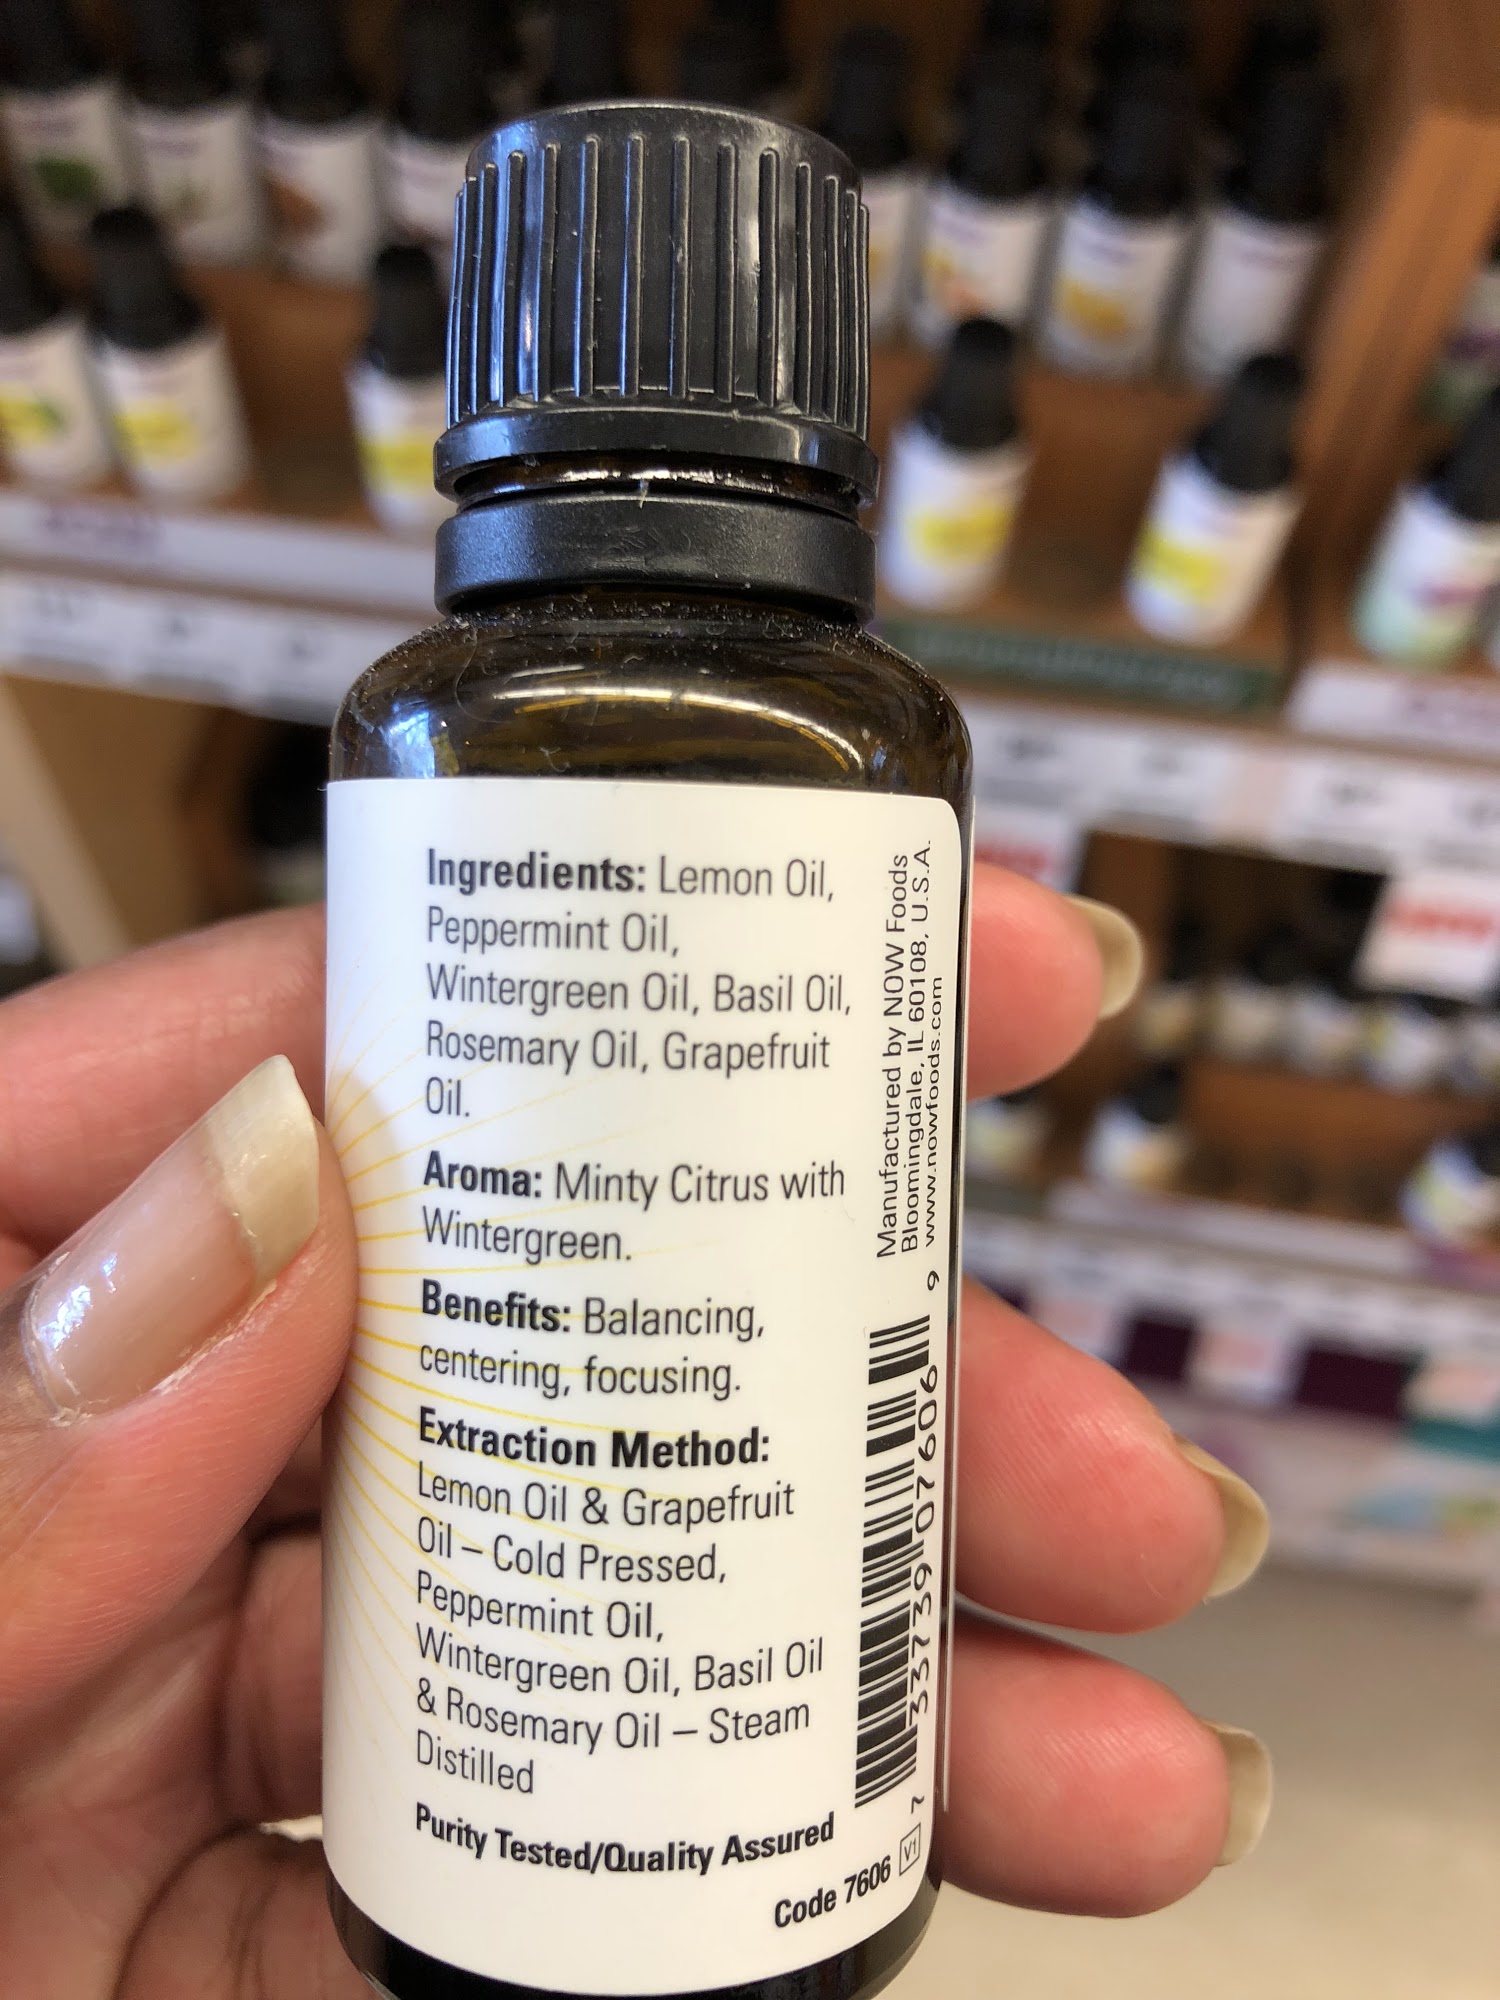 Ingredients: Lemon Oil,
Peppermint Oil,
Wintergreen Oil, Basil Oil,
Rosemary Oil, Grapefruit
Oil.
Aroma: Minty Citrus with
Wintergreen.
Benefits: Balancing,
centering, focusing.
Extraction Method:
Lemon Oil & Grapefruit
Oil – Cold Pressed,
Peppermint Oil,
Wintergreen Oil, Basil Oil
& Rosemary Oil – Steam
Distilled
Purity Tested/Quality Assured
Code 7606 V1
Manufactured by NOW Foods
Bloomingdale, IL 60108, U.S.A.
www.nowfoods.com
7 33739 07606 9